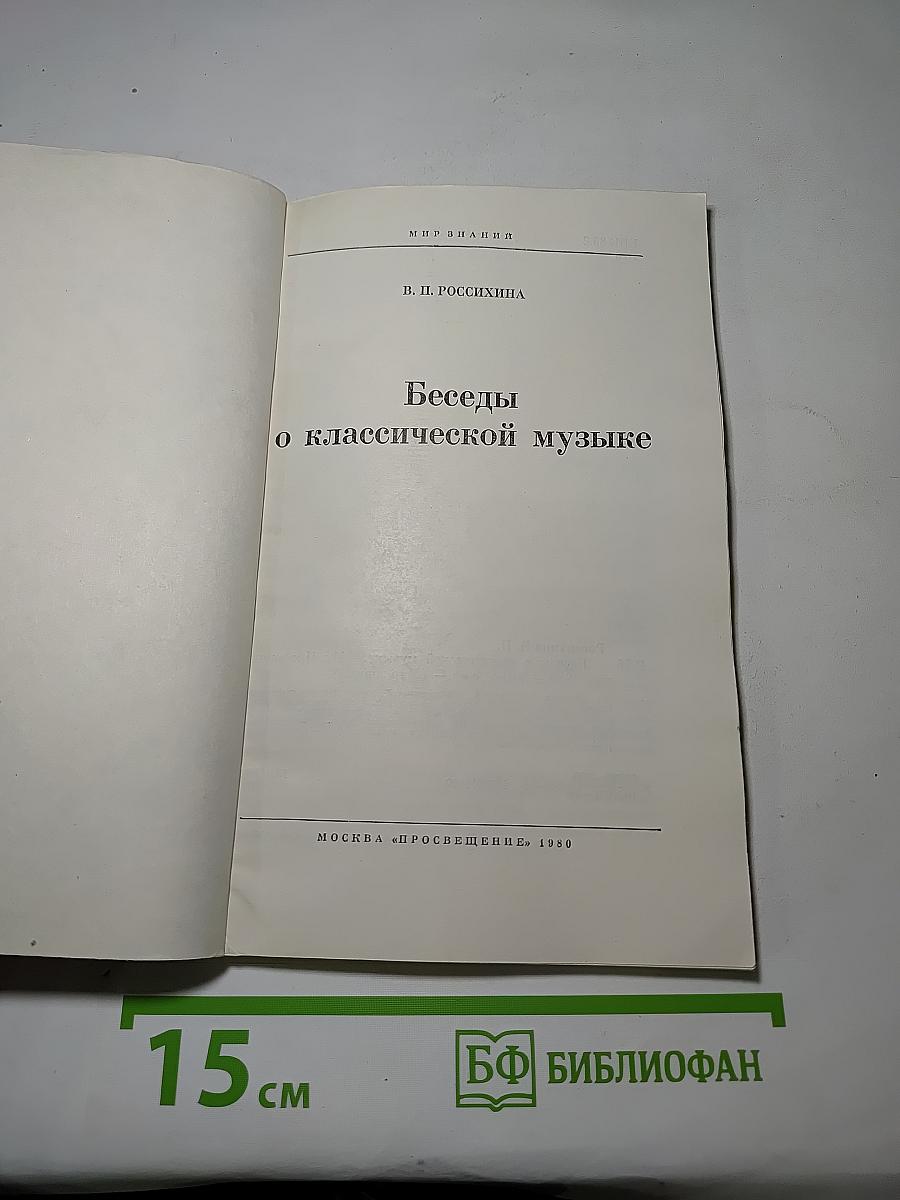 МИР ЗНАНИЙ
В. П. РОССИХИНА
Беседы
о классической музыке
МОСКВА «ПРОСВЕЩЕНИЕ» 1980
15 см
БФ БИБЛИОФАН